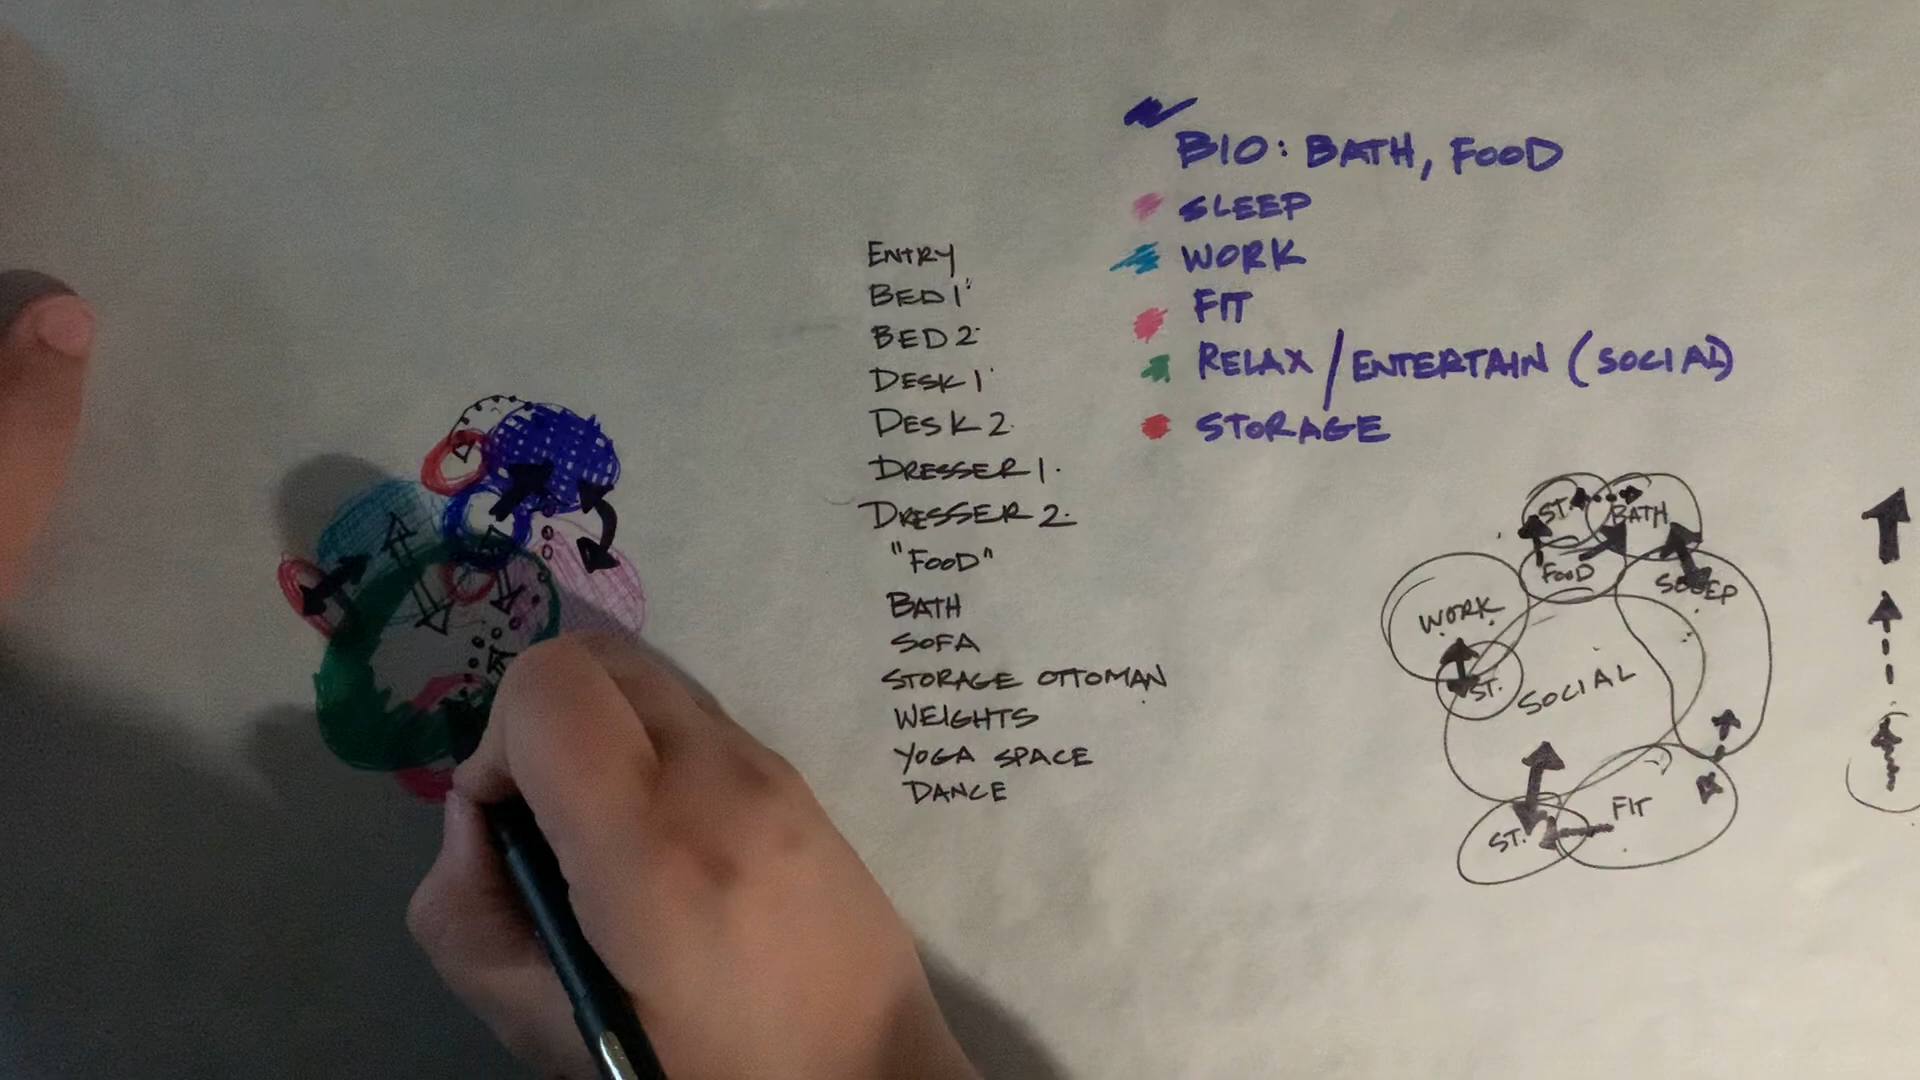 BIO: BATH, FOOD
SLEEP
WORK
FIT
RELAX / ENTERTAIN (SOCIAL)
STORAGE
ENTRY
BED 1
BED 2
DESK 1
DESK 2
DRESSER 1.
DRESSER 2.
"FOOD"
BATH
SOFA
STORAGE OTTOMAN
WEIGHTS
YOGA SPACE
DANCE
ST.
BATH
FOOD
SLEEP
WORK
ST.
SOCIAL
FIT
ST.